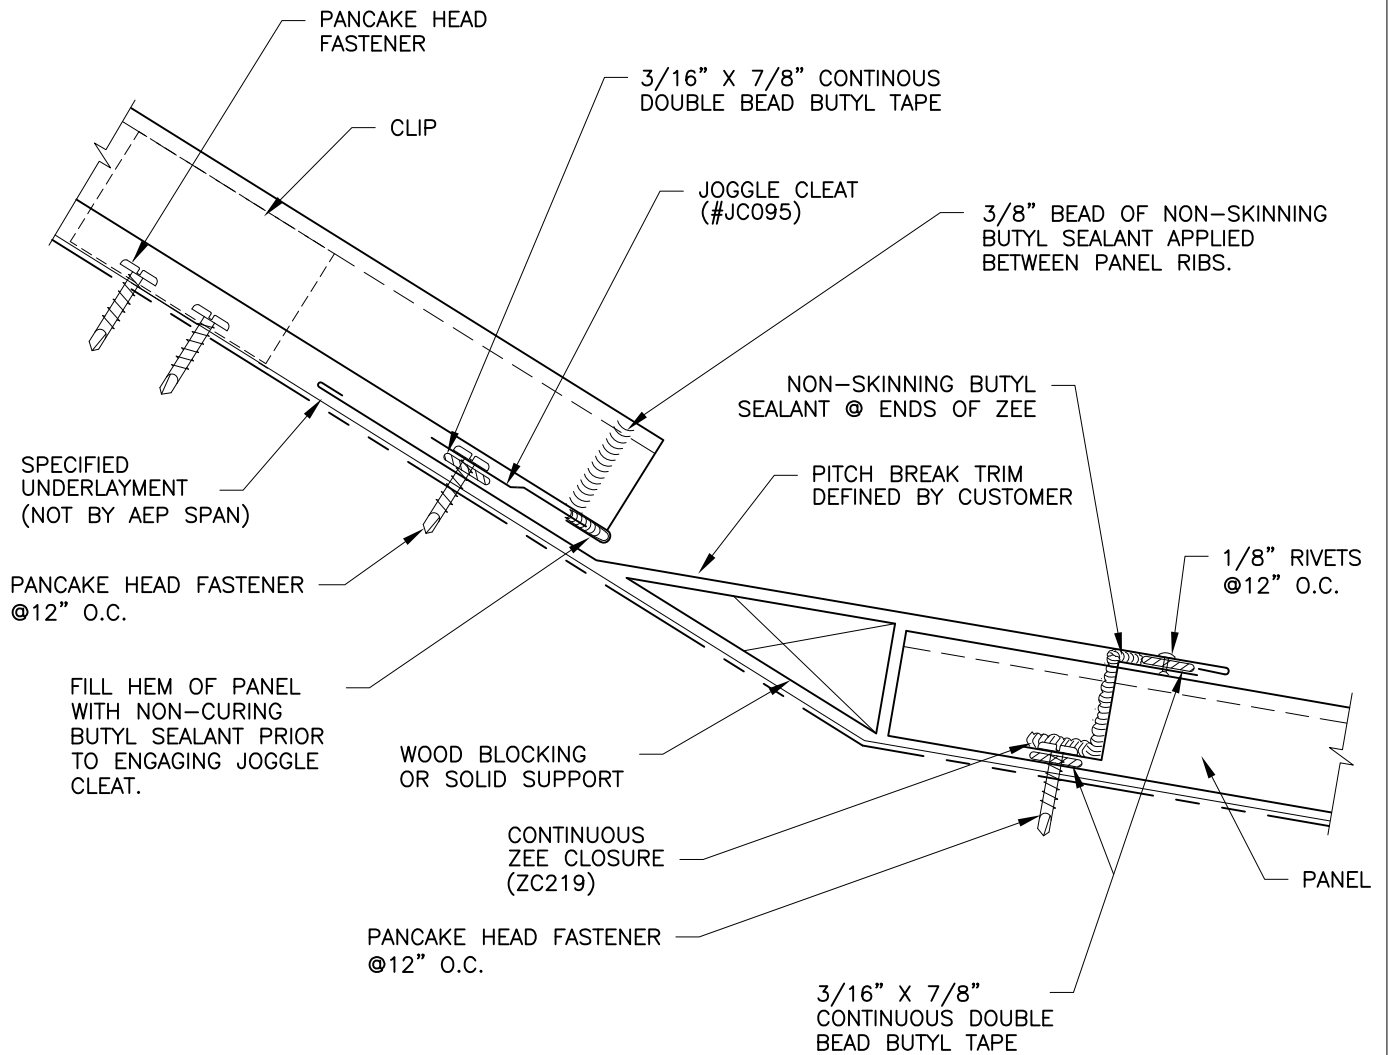 PANCAKE HEAD
FASTENER
3/16” X 7/8” CONTINOUS
DOUBLE BEAD BUTYL TAPE
CLIP
JOGGLE CLEAT
(#JC095)
3/8” BEAD OF NON-SKINNING
BUTYL SEALANT APPLIED
BETWEEN PANEL RIBS.
NON-SKINNING BUTYL
SEALANT @ ENDS OF ZEE
SPECIFIED
UNDERLAYMENT
(NOT BY AEP SPAN)
PITCH BREAK TRIM
DEFINED BY CUSTOMER
1/8” RIVETS
@12” O.C.
PANCAKE HEAD FASTENER
@12” O.C.
FILL HEM OF PANEL
WITH NON-CURING
BUTYL SEALANT PRIOR
TO ENGAGING JOGGLE
CLEAT.
WOOD BLOCKING
OR SOLID SUPPORT
CONTINUOUS
ZEE CLOSURE
(ZC219)
PANEL
PANCAKE HEAD FASTENER
@12” O.C.
3/16” X 7/8”
CONTINUOUS DOUBLE
BEAD BUTYL TAPE